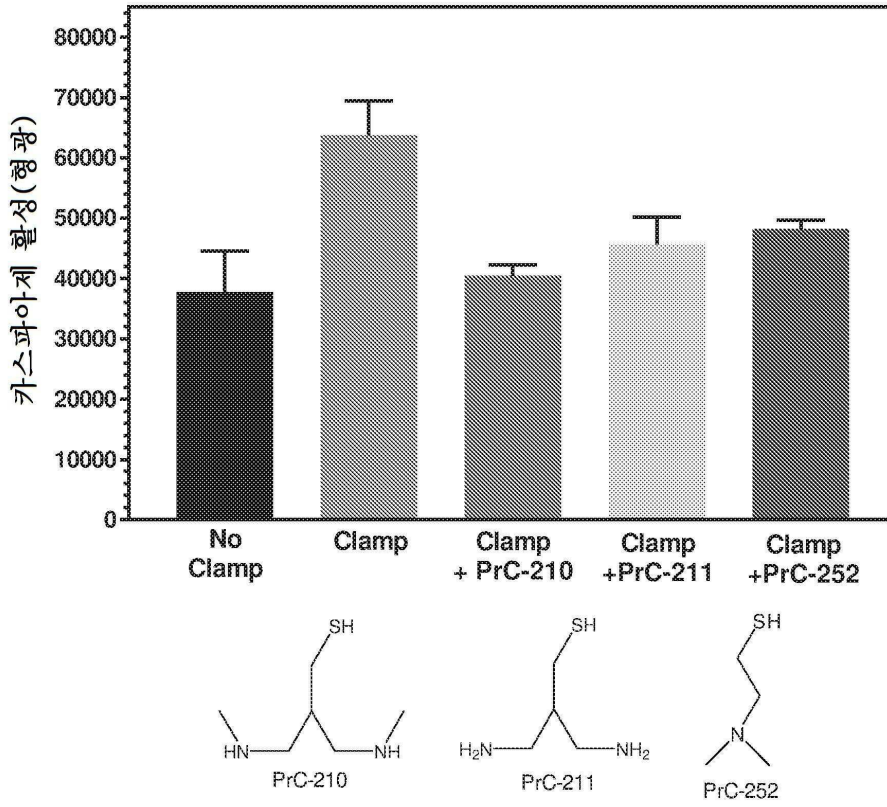 카스파아제 활성(형광)
80000
70000
60000
50000
40000
30000
20000
10000
0
No Clamp
Clamp
Clamp + PrC-210
Clamp +PrC-211
Clamp +PrC-252
SH
HN
NH
PrC-210
SH
H₂N
NH₂
PrC-211
SH
N
PrC-252